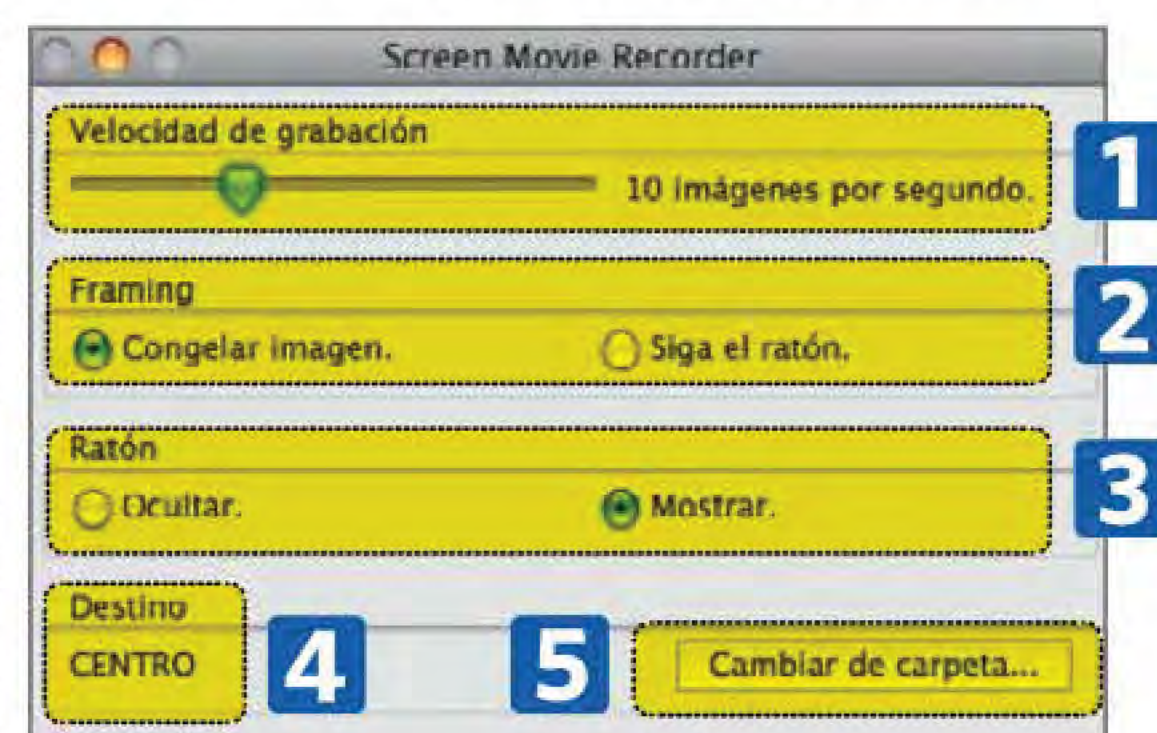 Screen Movie Recorder
Velocidad de grabación
10 imágenes por segundo.
1
Framing
Congelar imagen. Siga el ratón.
2
Ratón
Ocultar. Mostrar.
3
Destino
CENTRO
4
5
Cambiar de carpeta...